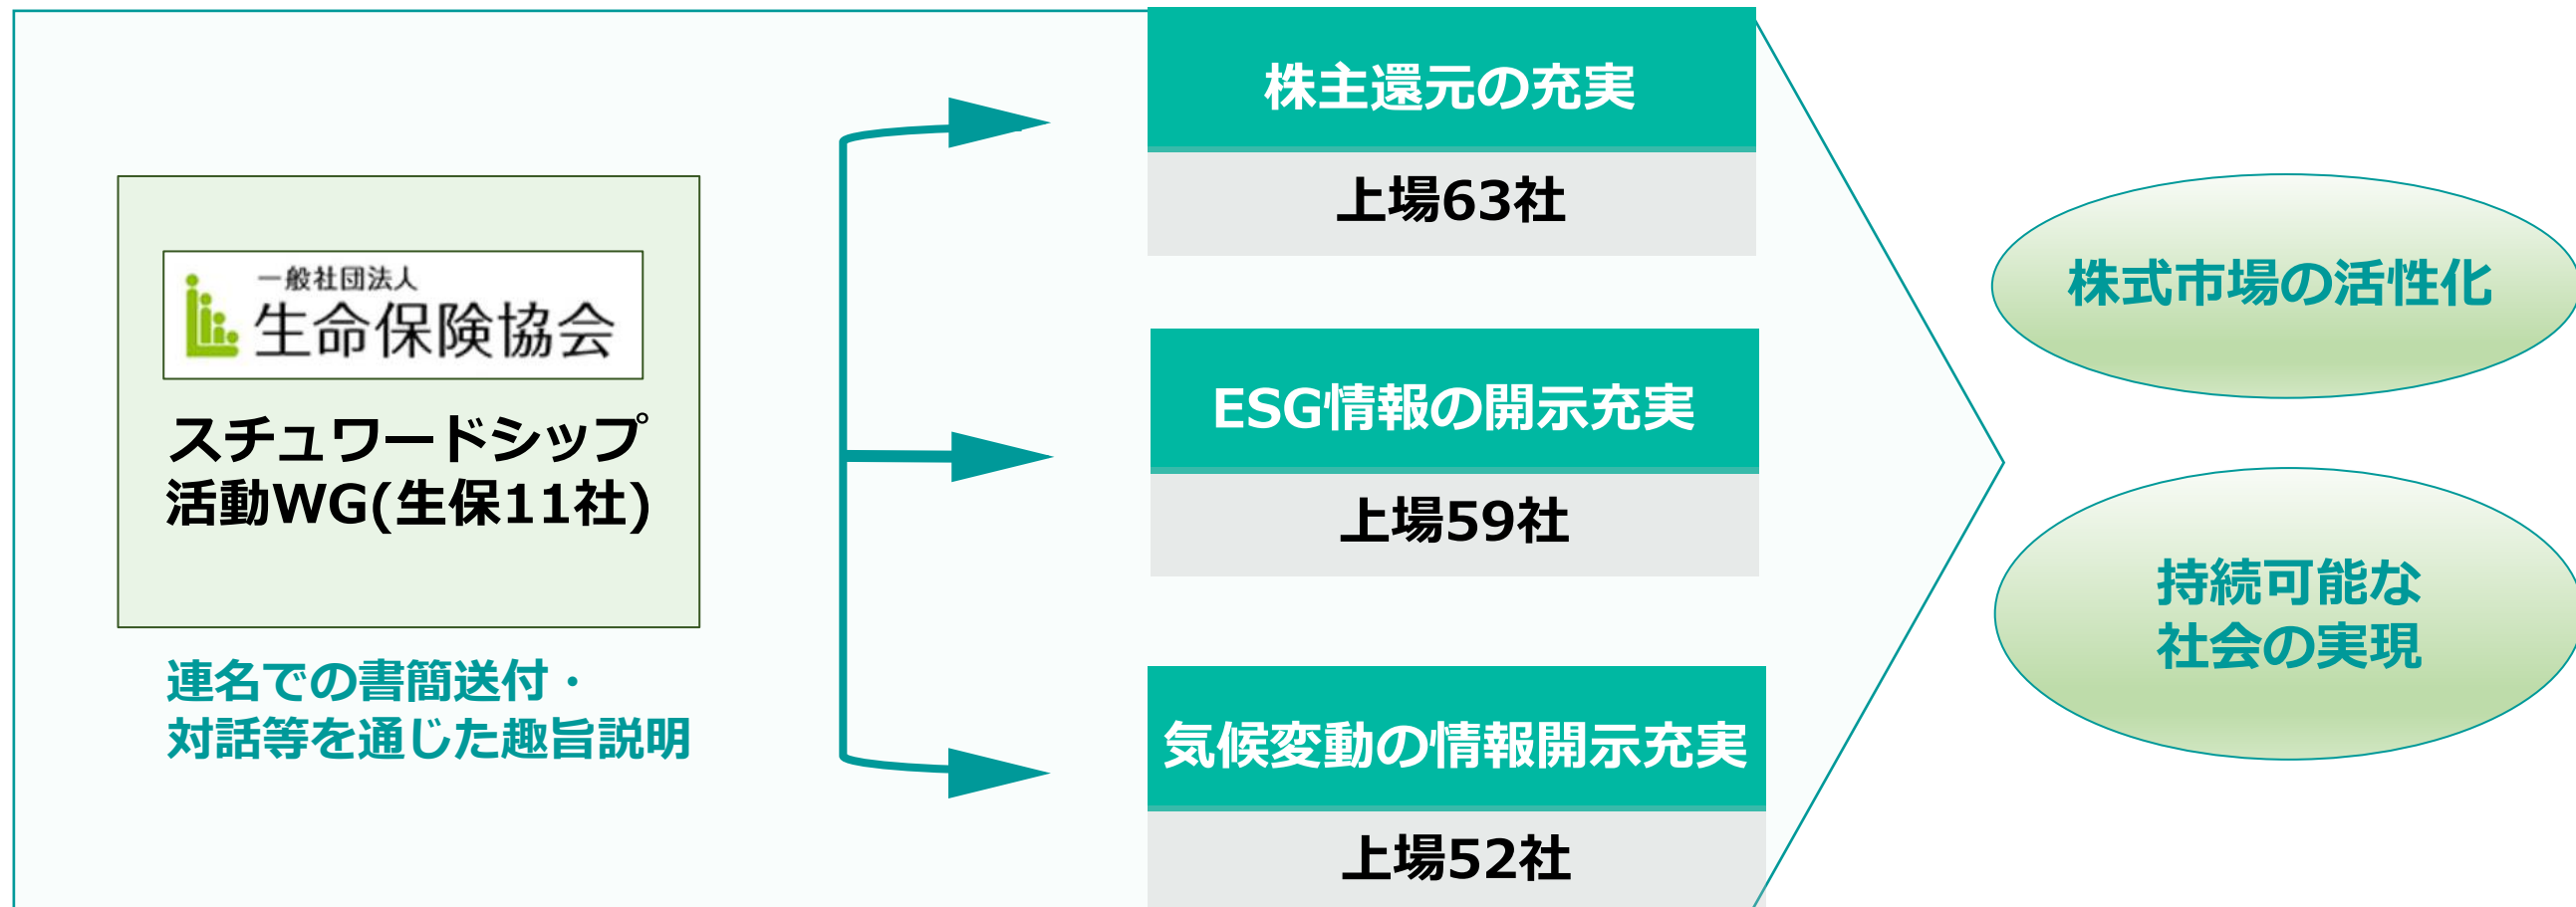 一般社団法人
生命保険協会
スチュワードシップ
活動WG(生保11社)
連名での書簡送付・
対話等を通じた趣旨説明
株主還元の充実
上場63社
ESG情報の開示充実
上場59社
気候変動の情報開示充実
上場52社
株式市場の活性化
持続可能な
社会の実現